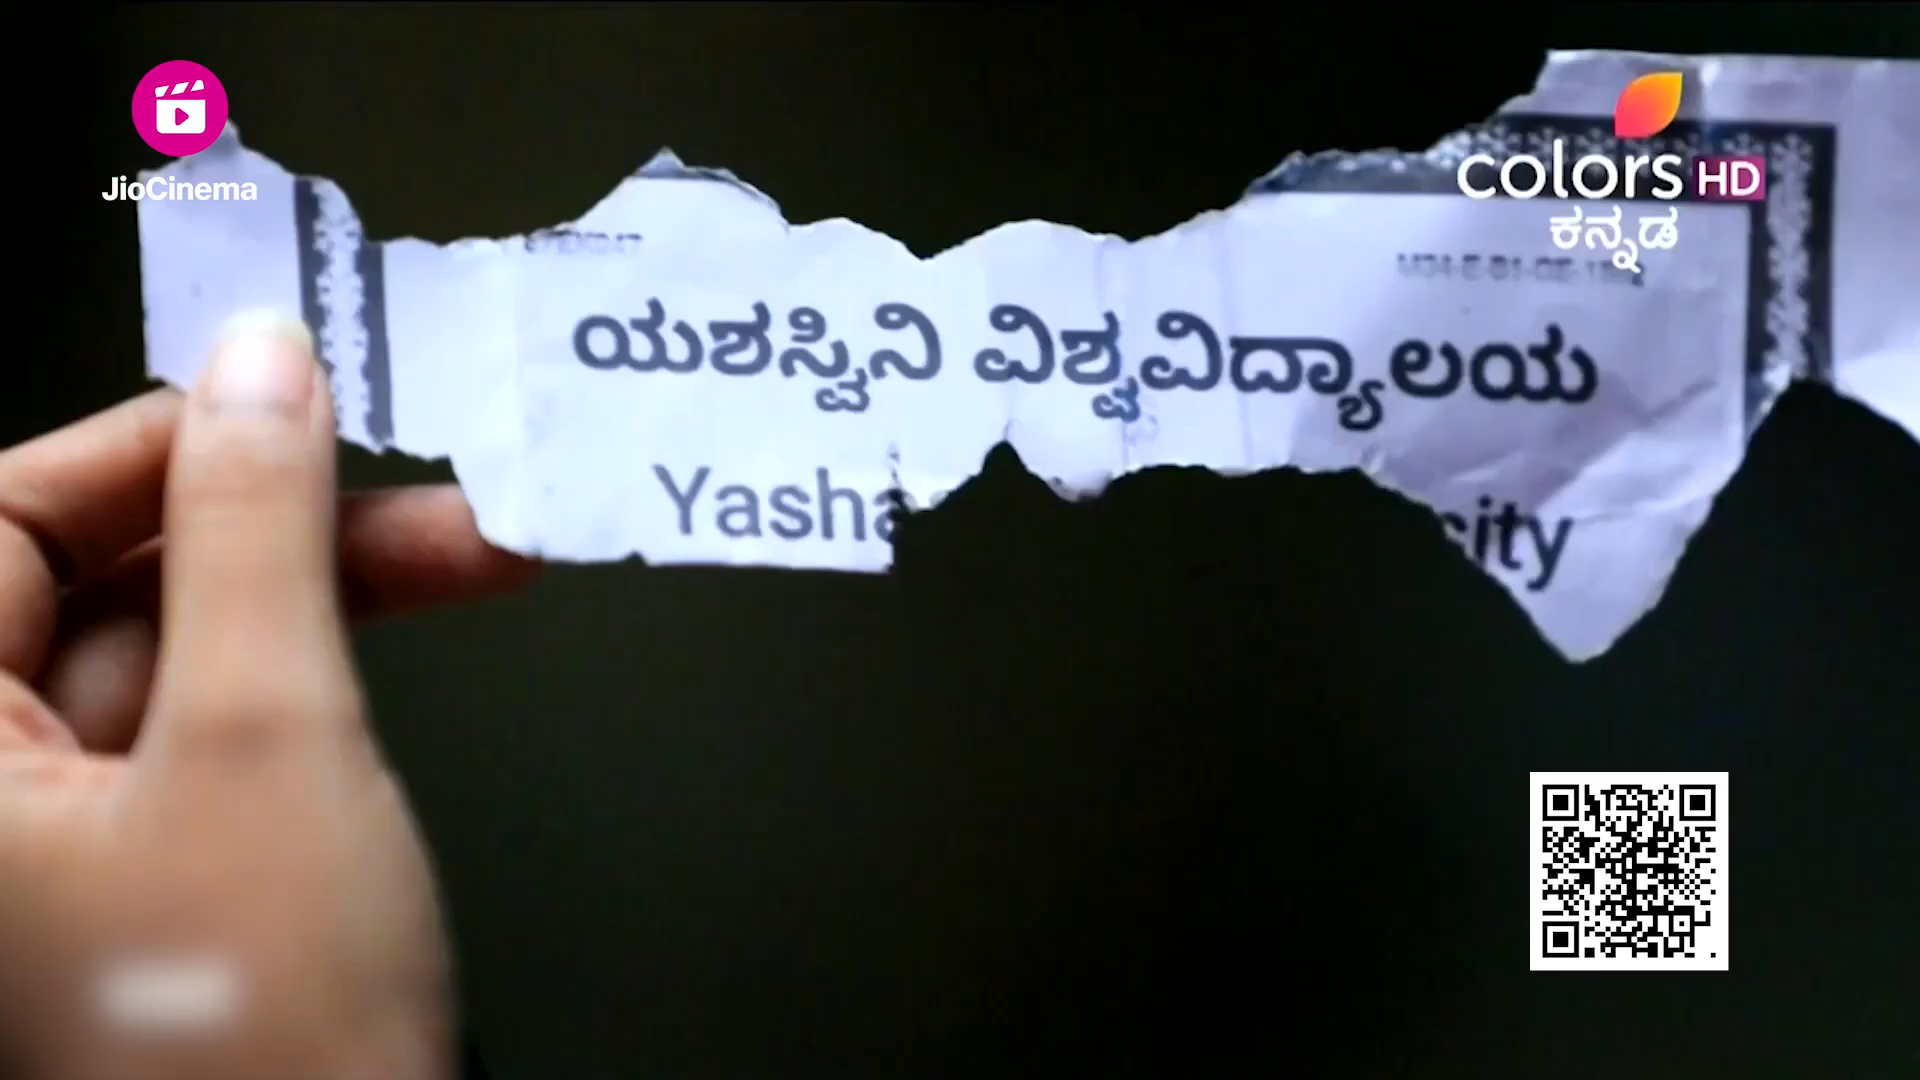 JioCinema
colors HD
ಕನ್ನಡ
ಯಶಸ್ವಿನಿ ವಿಶ್ವವಿದ್ಯಾಲಯ
Yasha
sity